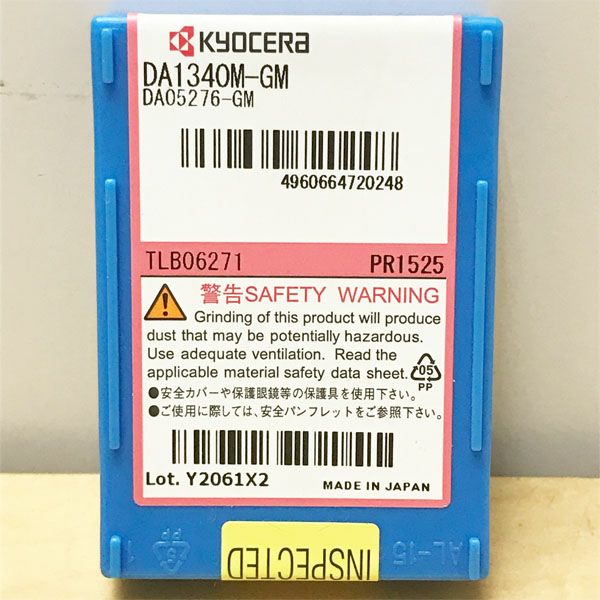 KYOCERA
DA1340M-GM
DA05276-GM
4960664720248
TLB06271 PR1525
警告SAFETY WARNING
Grinding of this product will produce
dust that may be potentially hazardous.
Use adequate ventilation. Read the
applicable material safety data sheet.
05
PP
●安全カバーや保護眼鏡等の保護具を使用下さい。
●ご使用に際しては、安全パンフレットをご参照下さい。
Lot. Y2061X2
MADE IN JAPAN
INSPECTED
AL-15
PP
1